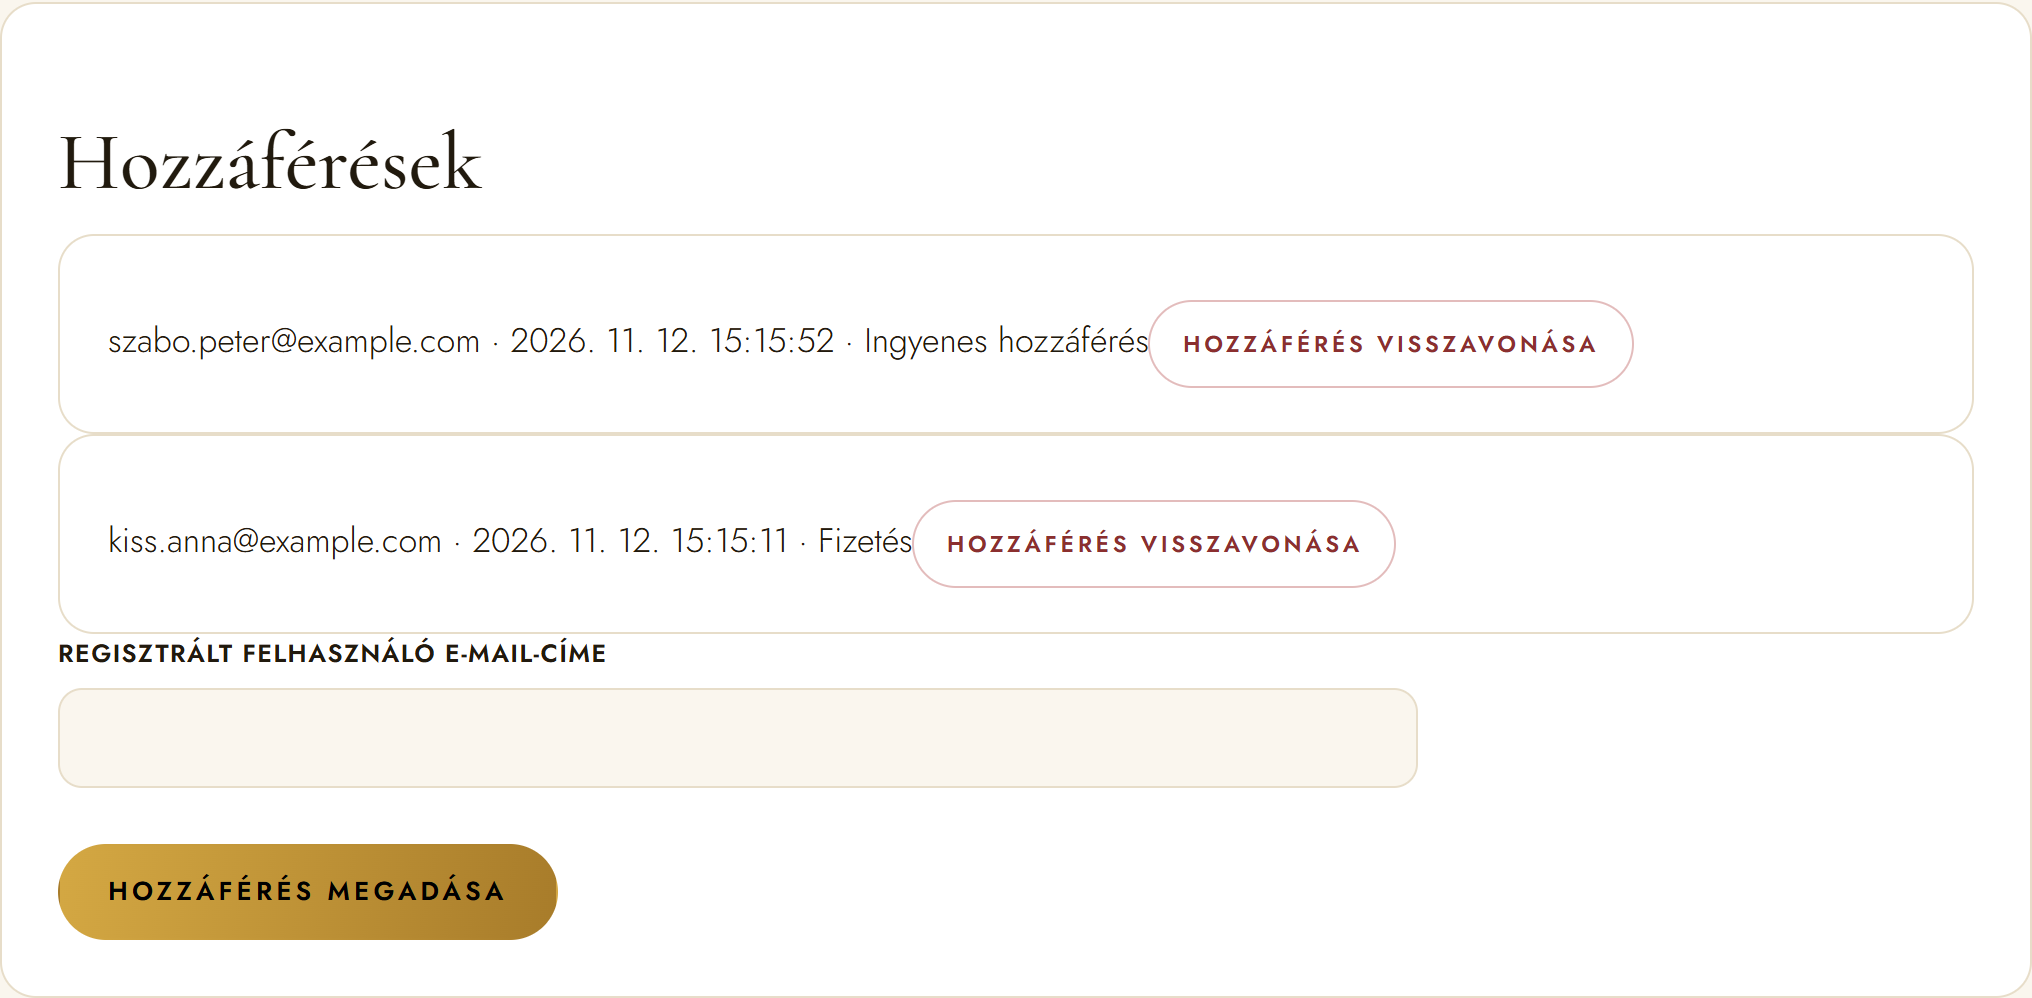 Hozzáférések
szabo.peter@example.com · 2026. 11. 12. 15:15:52 · Ingyenes hozzáférés HOZZÁFÉRÉS VISSZAVONÁSA
kiss.anna@example.com · 2026. 11. 12. 15:15:11 · Fizetés HOZZÁFÉRÉS VISSZAVONÁSA
REGISZTRÁLT FELHASZNÁLÓ E-MAIL-CÍME
HOZZÁFÉRÉS MEGADÁSA